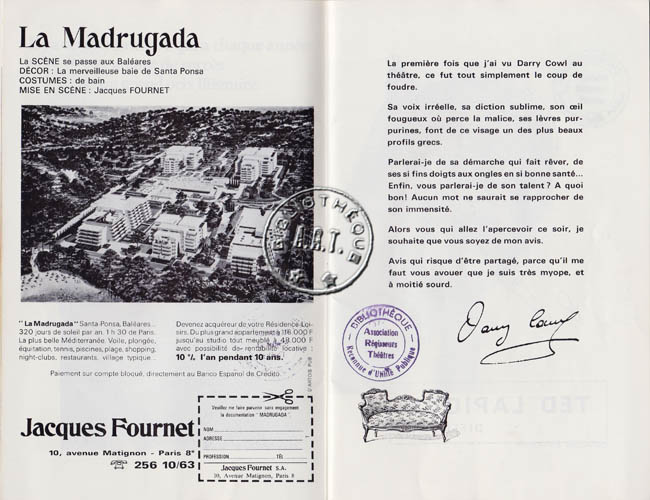 La Madrugada
La SCÈNE se passe aux Baléares
DÉCOR : La merveilleuse baie de Santa Ponsa
COSTUMES : de bain
MISE EN SCÈNE : Jacques FOURNET
"La Madrugada" Santa Ponsa, Baléares...
320 jours de soleil par an. 1 h 30 de Paris.
La plus belle Méditerranée. Voile, plongée,
équitation, tennis, piscines, plage, shopping,
night-clubs, restaurants, village typique...
Devenez acquéreur de votre Résidence-Loi-
sirs. Du plus grand appartement à 116 000 F
jusqu'au studio tout meublé à 48 000 F
avec possibilité de rentabilité locative :
10 % l'an pendant 10 ans.
Paiement sur compte bloqué, directement au Banco Español de Crédito.
Jacques Fournet
10, avenue Matignon - Paris 8e
256 10/63
Veuillez me faire parvenir sans engagement
la documentation "MADRUGADA"
NOM
ADRESSE
PROFESSION TÉL
Jacques Fournet S.A.
10, Avenue Matignon, Paris 8
BIBLIOTHÈQUE
A.R.T.
La première fois que j'ai vu Darry Cowl au
théâtre, ce fut tout simplement le coup de
foudre.
Sa voix irréelle, sa diction sublime, son œil
fougueux où perce la malice, ses lèvres pur-
purines, font de ce visage un des plus beaux
profils grecs.
Parlerai-je de sa démarche qui fait rêver, de
ses si fins doigts aux ongles en si bonne santé...
Enfin, vous parlerai-je de son talent ? A quoi
bon! Aucun mot ne saurait se rapprocher de
son immensité.
Alors vous qui allez l'apercevoir ce soir, je
souhaite que vous soyez de mon avis.
Avis qui risque d'être partagé, parce qu'il me
faut vous avouer que je suis très myope, et
à moitié sourd.
Darry Cowl
BIBLIOTHÈQUE
Association
Régisseurs
Théâtres
Reconnue d'Utilité Publique